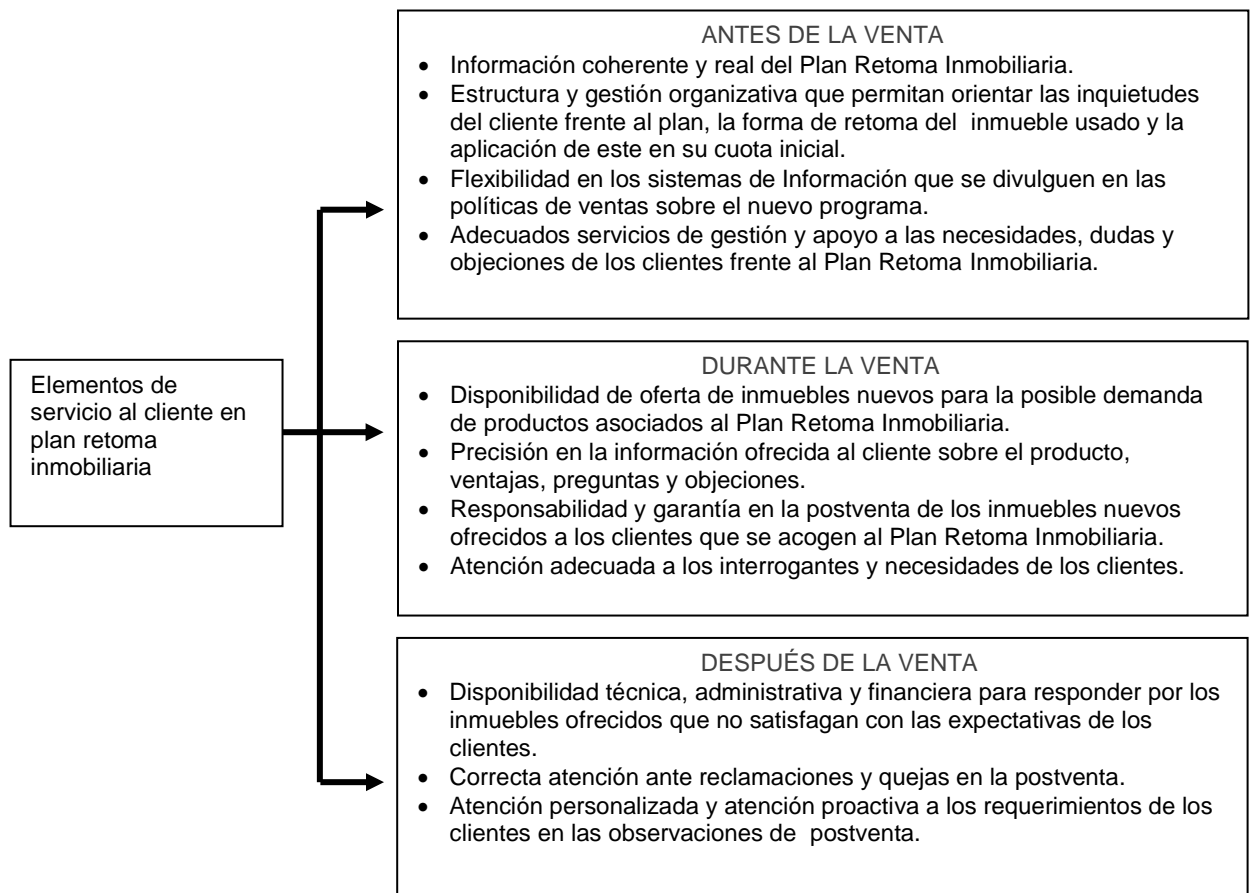 ANTES DE LA VENTA
• Información coherente y real del Plan Retoma Inmobiliaria.
• Estructura y gestión organizativa que permitan orientar las inquietudes
del cliente frente al plan, la forma de retoma del inmueble usado y la
aplicación de este en su cuota inicial.
• Flexibilidad en los sistemas de Información que se divulguen en las
políticas de ventas sobre el nuevo programa.
• Adecuados servicios de gestión y apoyo a las necesidades, dudas y
objeciones de los clientes frente al Plan Retoma Inmobiliaria.
Elementos de
servicio al cliente en
plan retoma
inmobiliaria
DURANTE LA VENTA
• Disponibilidad de oferta de inmuebles nuevos para la posible demanda
de productos asociados al Plan Retoma Inmobiliaria.
• Precisión en la información ofrecida al cliente sobre el producto,
ventajas, preguntas y objeciones.
• Responsabilidad y garantía en la postventa de los inmuebles nuevos
ofrecidos a los clientes que se acogen al Plan Retoma Inmobiliaria.
• Atención adecuada a los interrogantes y necesidades de los clientes.
DESPUÉS DE LA VENTA
• Disponibilidad técnica, administrativa y financiera para responder por los
inmuebles ofrecidos que no satisfagan con las expectativas de los
clientes.
• Correcta atención ante reclamaciones y quejas en la postventa.
• Atención personalizada y atención proactiva a los requerimientos de los
clientes en las observaciones de postventa.